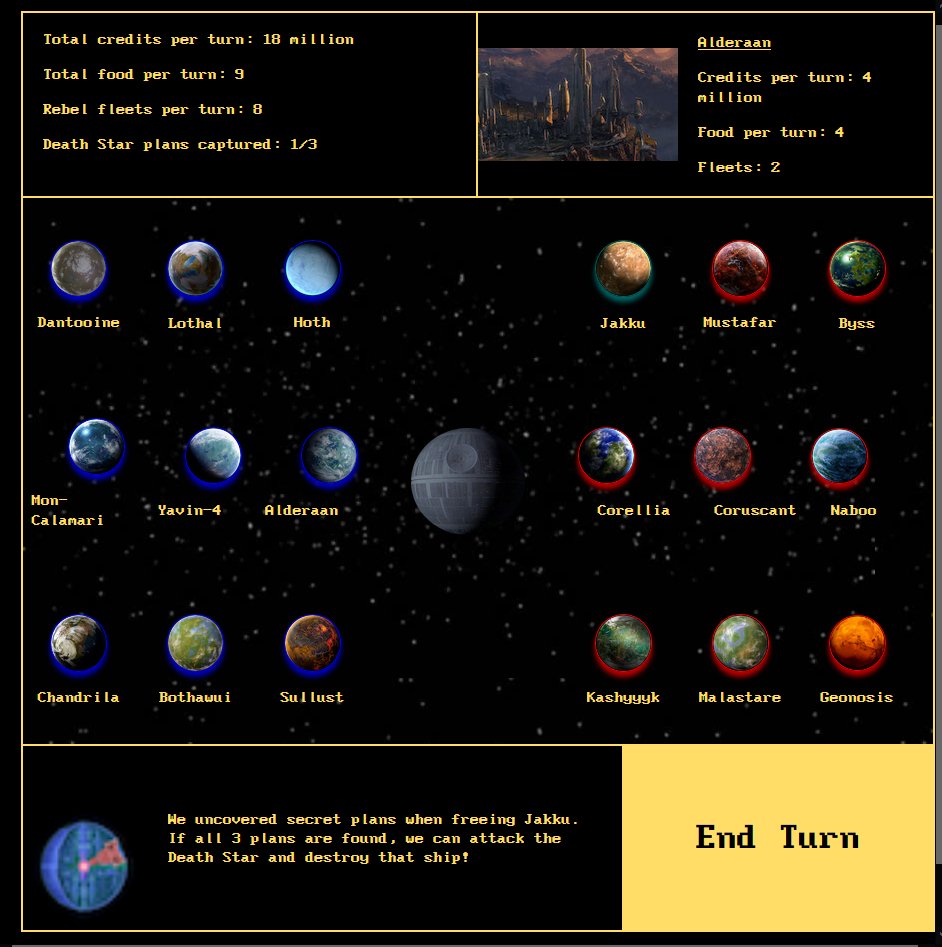 Total credits per turn: 18 million
Total food per turn: 9
Rebel fleets per turn: 8
Death Star plans captured: 1/3
Alderaan
Credits per turn: 4
million
Food per turn: 4
Fleets: 2
Dantooine
Lothal
Hoth
Jakku
Mustafar
Byss
Mon-
Calamari
Yavin-4
Alderaan
Corellia
Coruscant
Naboo
Chandrila
Bothawui
Sullust
Kashyyyk
Malastare
Geonosis
We uncovered secret plans when freeing Jakku.
If all 3 plans are found, we can attack the
Death Star and destroy that ship!
End Turn